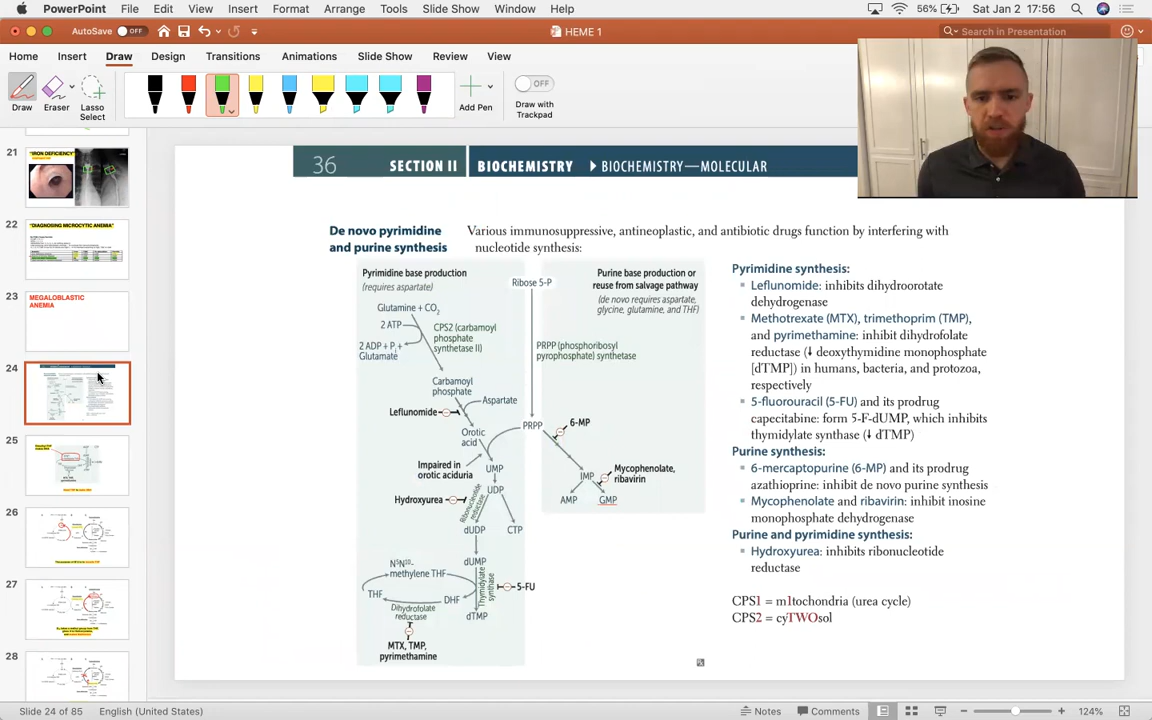 PowerPoint File Edit View Insert Format Arrange Tools Slide Show Window Help 56% Sat Jan 2 17:56
AutoSave OFF HEME 1 Search in Presentation
Home Insert Draw Design Transitions Animations Slide Show Review View
Draw Eraser Lasso Select Add Pen OFF Draw with Trackpad
21
"IRON DEFICIENCY"
22
"DIAGNOSING MICROCYTIC ANEMIA"
23
MEGALOBLASTIC
ANEMIA
24
25
26
27
28
36 SECTION II BIOCHEMISTRY ▶ BIOCHEMISTRY—MOLECULAR
De novo pyrimidine
and purine synthesis
Various immunosuppressive, antineoplastic, and antibiotic drugs function by interfering with
nucleotide synthesis:
Pyrimidine base production
(requires aspartate)
Glutamine + CO2
2 ATP
2 ADP + Pi +
Glutamate
CPS2 (carbamoyl
phosphate
synthetase II)
Carbamoyl
phosphate
Aspartate
Leflunomide
Orotic
acid
Impaired in
orotic aciduria
UMP
UDP
Hydroxyurea
Ribonucleotide
reductase
dUDP
CTP
N5N10-
methylene THF
dUMP
THF
DHF
Thymidylate
synthase
5-FU
dTMP
Dihydrofolate
reductase
MTX, TMP,
pyrimethamine
Ribose 5-P
PRPP (phosphoribosyl
pyrophosphate) synthetase
PRPP
Purine base production or
reuse from salvage pathway
(de novo requires aspartate,
glycine, glutamine, and THF)
6-MP
IMP
Mycophenolate,
ribavirin
AMP
GMP
Pyrimidine synthesis:
Leflunomide: inhibits dihydroorotate
dehydrogenase
Methotrexate (MTX), trimethoprim (TMP),
and pyrimethamine: inhibit dihydrofolate
reductase (↓ deoxythymidine monophosphate
[dTMP]) in humans, bacteria, and protozoa,
respectively
5-fluorouracil (5-FU) and its prodrug
capecitabine: form 5-F-dUMP, which inhibits
thymidylate synthase (↓ dTMP)
Purine synthesis:
6-mercaptopurine (6-MP) and its prodrug
azathioprine: inhibit de novo purine synthesis
Mycophenolate and ribavirin: inhibit inosine
monophosphate dehydrogenase
Purine and pyrimidine synthesis:
Hydroxyurea: inhibits ribonucleotide
reductase
CPS1 = m1tochondria (urea cycle)
CPS2 = cyTWOsol
Slide 24 of 85 English (United States) Notes Comments 124%